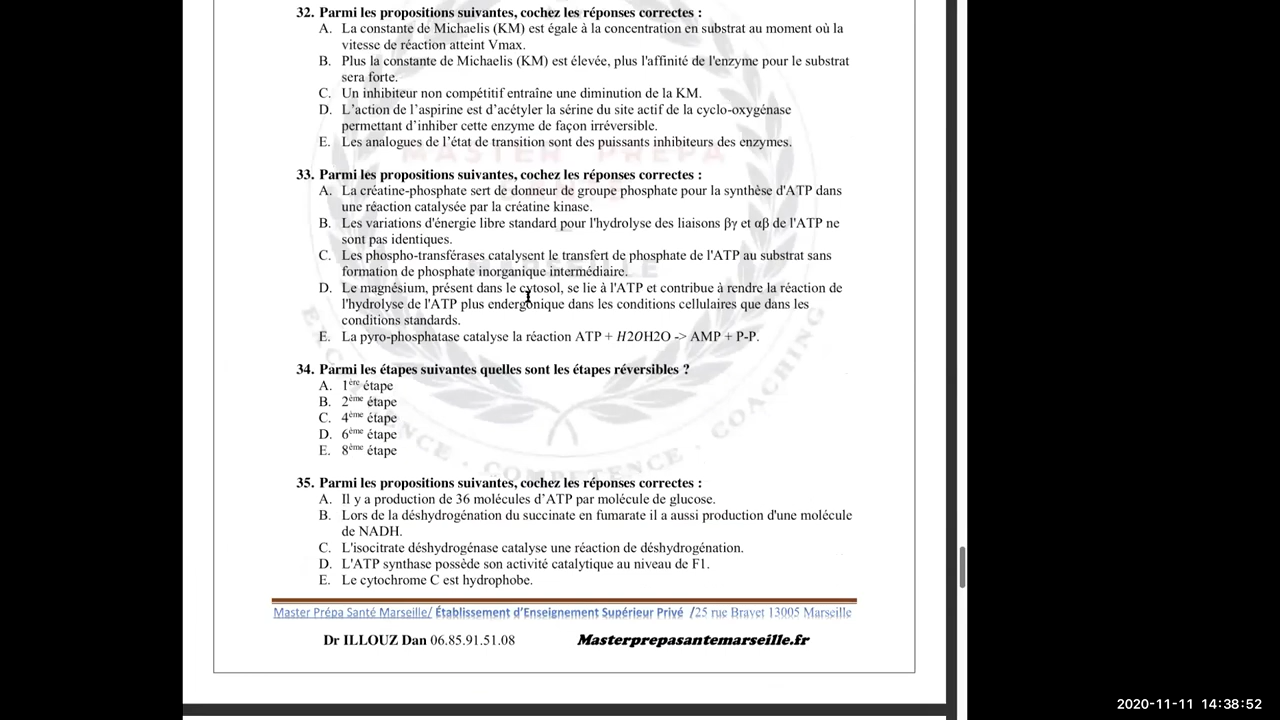 32. Parmi les propositions suivantes, cochez les réponses correctes :
A. La constante de Michaelis (KM) est égale à la concentration en substrat au moment où la
vitesse de réaction atteint Vmax.
B. Plus la constante de Michaelis (KM) est élevée, plus l'affinité de l'enzyme pour le substrat
sera forte.
C. Un inhibiteur non compétitif entraîne une diminution de la KM.
D. L'action de l'aspirine est d'acétyler la sérine du site actif de la cyclo-oxygénase
permettant d'inhiber cette enzyme de façon irréversible.
E. Les analogues de l'état de transition sont des puissants inhibiteurs des enzymes.
MASTER PREPA
33. Parmi les propositions suivantes, cochez les réponses correctes :
A. La créatine-phosphate sert de donneur de groupe phosphate pour la synthèse d'ATP dans
une réaction catalysée par la créatine kinase.
B. Les variations d'énergie libre standard pour l'hydrolyse des liaisons βγ et αβ de l'ATP ne
sont pas identiques.
C. Les phospho-transférases catalysent le transfert de phosphate de l'ATP au substrat sans
formation de phosphate inorganique intermédiaire.
D. Le magnésium, présent dans le cytosol, se lie à l'ATP et contribue à rendre la réaction de
l'hydrolyse de l'ATP plus endergonique dans les conditions cellulaires que dans les
conditions standards.
E. La pyro-phosphatase catalyse la réaction ATP + H2OH2O -> AMP + P-P.
34. Parmi les étapes suivantes quelles sont les étapes réversibles ?
A. 1ère étape
B. 2ème étape
C. 4ème étape
D. 6ème étape
E. 8ème étape
COMPETENCE · COACHING
35. Parmi les propositions suivantes, cochez les réponses correctes :
A. Il y a production de 36 molécules d'ATP par molécule de glucose.
B. Lors de la déshydrogénation du succinate en fumarate il a aussi production d'une molécule
de NADH.
C. L'isocitrate déshydrogénase catalyse une réaction de déshydrogénation.
D. L'ATP synthase possède son activité catalytique au niveau de F1.
E. Le cytochrome C est hydrophobe.
Master Prépa Santé Marseille/ Établissement d'Enseignement Supérieur Privé /25 rue Brayet 13005 Marseille
Dr ILLOUZ Dan 06.85.91.51.08 Masterprepasantemarseille.fr
2020-11-11 14:38:52